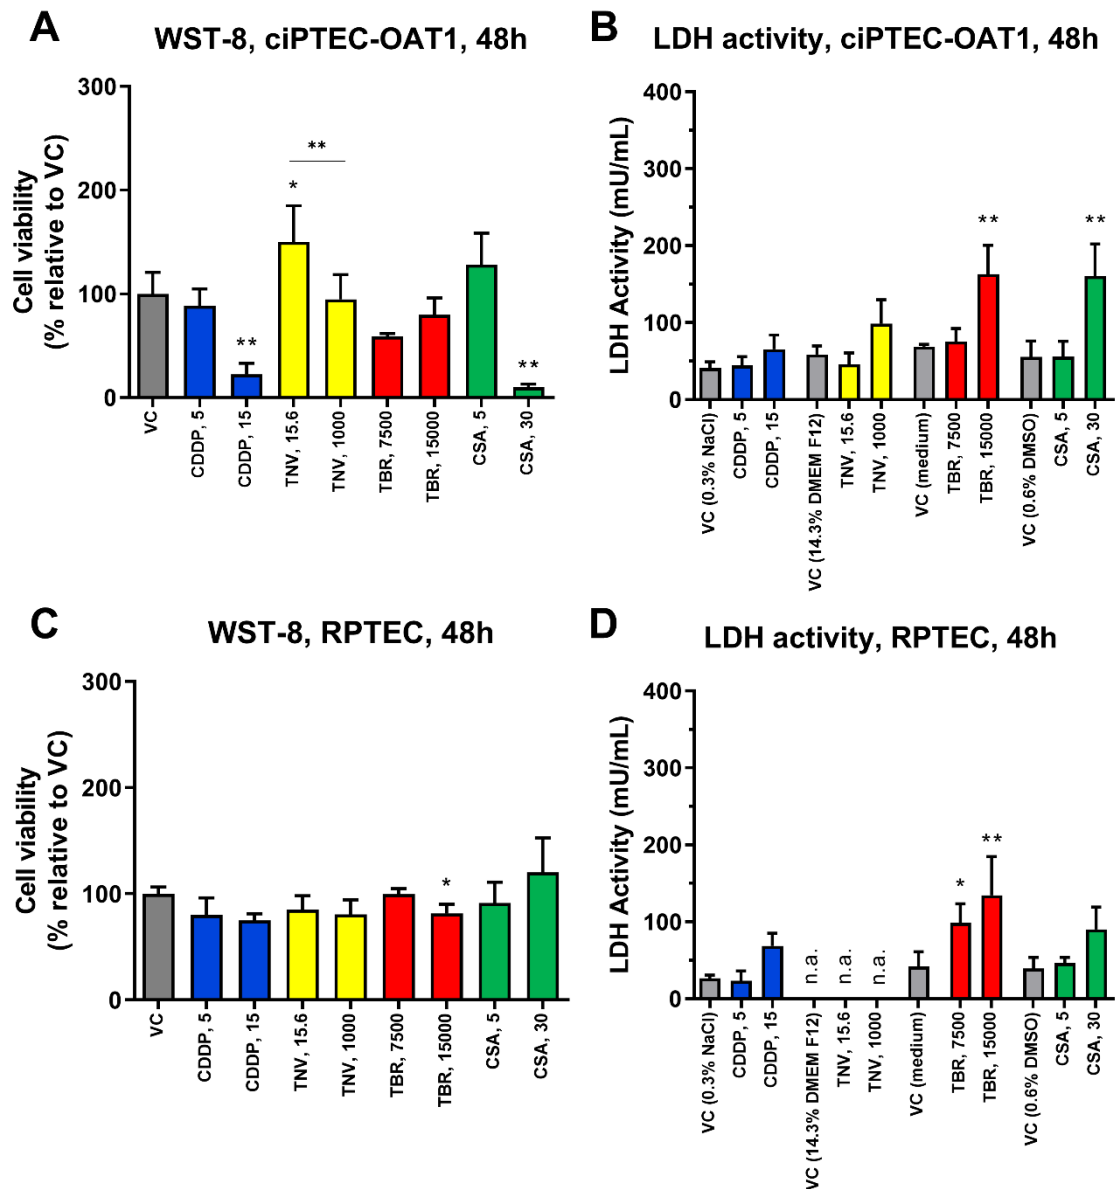 A
WST-8, ciPTEC-OAT1, 48h
Cell viability
(% relative to VC)
300
200
100
0
**
*
**
**
VC
CDDP, 5
CDDP, 15
TNV, 15.6
TNV, 1000
TBR, 7500
TBR, 15000
CSA, 5
CSA, 30
B
LDH activity, ciPTEC-OAT1, 48h
LDH Activity (mU/mL)
400
300
200
100
0
**
**
VC (0.3% NaCl)
CDDP, 5
CDDP, 15
VC (14.3% DMEM F12)
TNV, 15.6
TNV, 1000
VC (medium)
TBR, 7500
TBR, 15000
VC (0.6% DMSO)
CSA, 5
CSA, 30
C
WST-8, RPTEC, 48h
Cell viability
(% relative to VC)
300
200
100
0
*
VC
CDDP, 5
CDDP, 15
TNV, 15.6
TNV, 1000
TBR, 7500
TBR, 15000
CSA, 5
CSA, 30
D
LDH activity, RPTEC, 48h
LDH Activity (mU/mL)
400
300
200
100
0
n.a.
n.a.
n.a.
*
**
VC (0.3% NaCl)
CDDP, 5
CDDP, 15
VC (14.3% DMEM F12)
TNV, 15.6
TNV, 1000
VC (medium)
TBR, 7500
TBR, 15000
VC (0.6% DMSO)
CSA, 5
CSA, 30